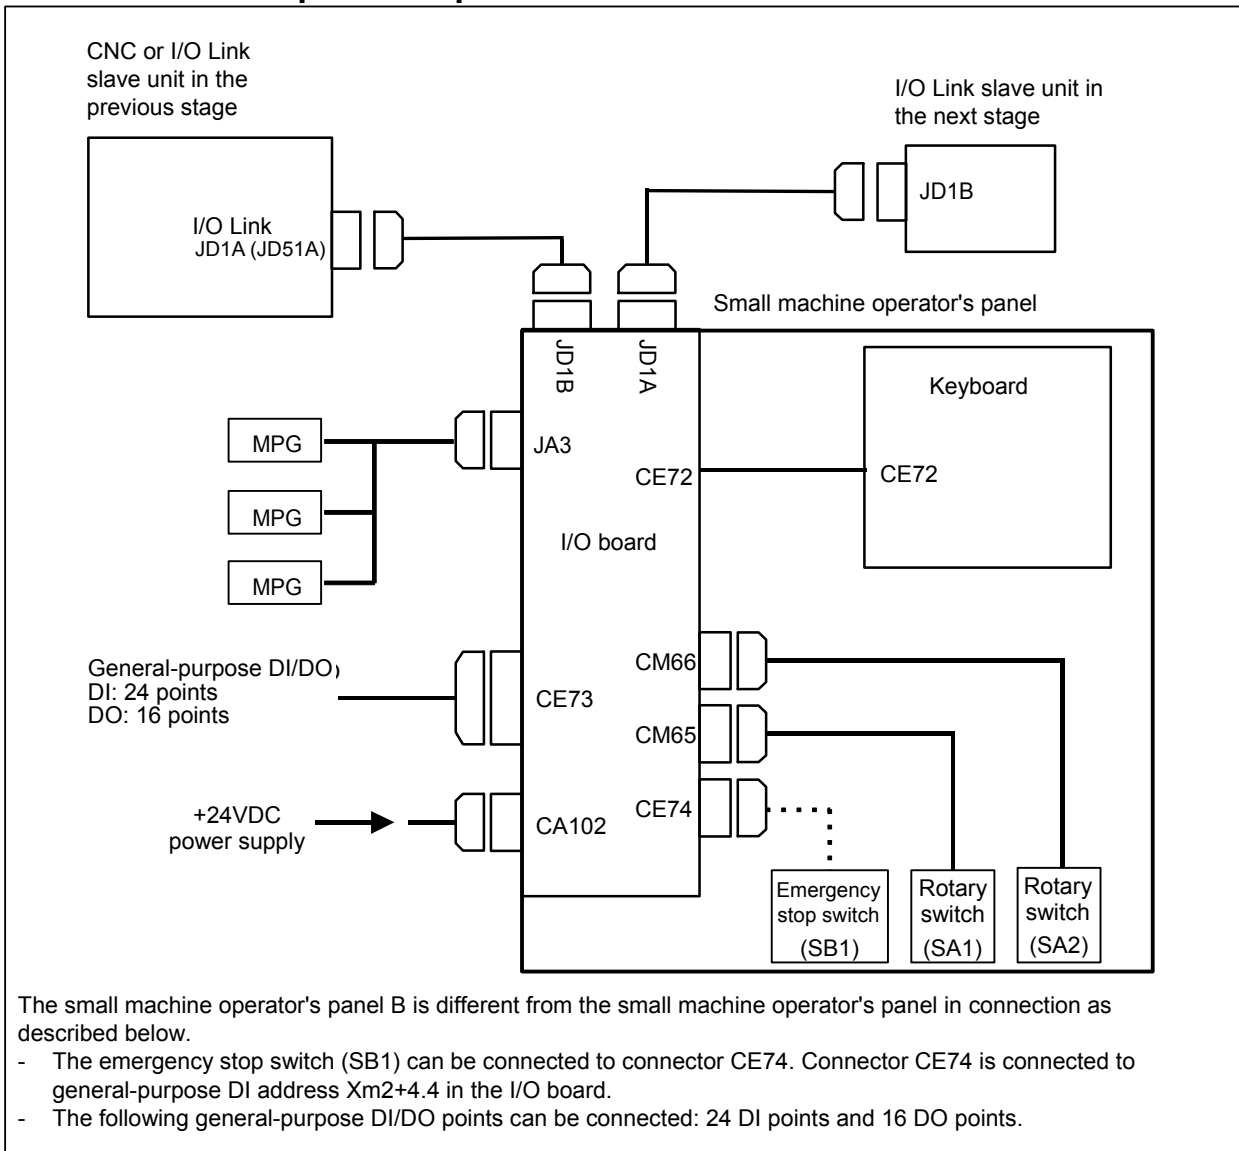 CNC or I/O Link
slave unit in the
previous stage
I/O Link slave unit in
the next stage
JD1B
I/O Link
JD1A (JD51A)
Small machine operator's panel
JD1B
JD1A
Keyboard
MPG
JA3
CE72
CE72
MPG
I/O board
MPG
General-purpose DI/DO)
DI: 24 points
DO: 16 points
CM66
CE73
CM65
+24VDC
power supply
CE74
CA102
Emergency
stop switch
(SB1)
Rotary
switch
(SA1)
Rotary
switch
(SA2)
The small machine operator's panel B is different from the small machine operator's panel in connection as
described below.
- The emergency stop switch (SB1) can be connected to connector CE74. Connector CE74 is connected to
general-purpose DI address Xm2+4.4 in the I/O board.
- The following general-purpose DI/DO points can be connected: 24 DI points and 16 DO points.